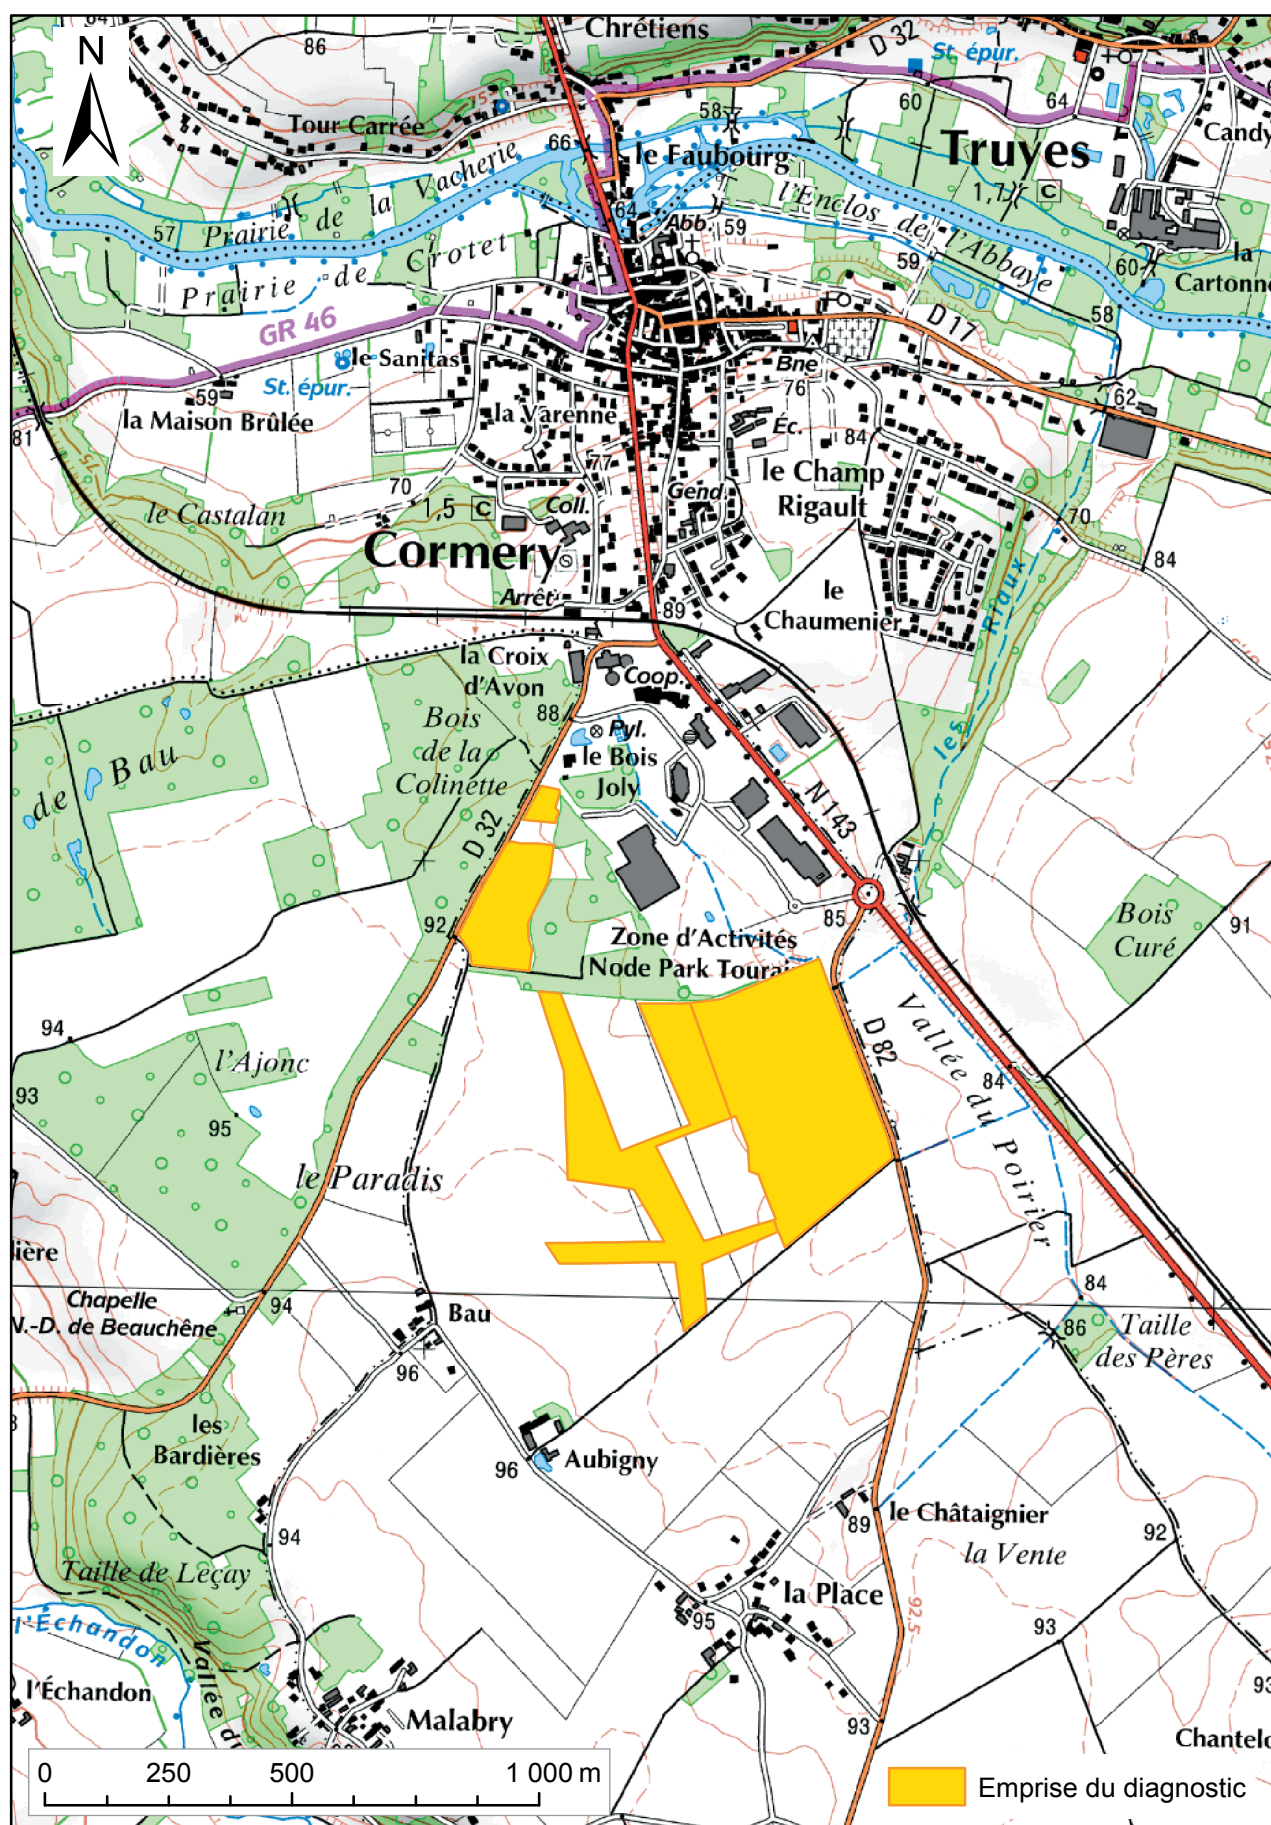 N
Chrétiens
86
D 32
St. épur.
60
64
Candy
Tour Carrée
66
58
le Faubourg
Truyes
1,7
C
Prairie de la Vacherie
57
64
Abb.
59
l'Enclos de l'Abbaye
59
60
la
Cartonne
Prairie de Crotet
58
GR 46
D 17
le Sanitas
St. épur.
Bne
76
59
62
la Maison Brûlée
la Varenne
Éc.
84
81
15
77
le Champ
Rigault
70
1,5
C
Coll.
Gend.
70
le Castalan
Cormery
84
le
Chaumenier
les Riaux
Arrêt
89
la Croix
d'Avon
Coop.
88
Pyl.
Bois
de la
Colinette
le Bois
Joly
de Bau
N 143
D 32
92
85
Bois
Curé
91
Zone d'Activités
Node Park Tourai
94
l'Ajonc
D 82
Vallée du Poirier
84
93
95
le Paradis
ière
Chapelle
N.-D. de Beauchêne
94
Bau
84
86
Taille
des Pères
96
les
Bardières
96
Aubigny
89
le Châtaignier
92
94
la Vente
Taille de Leçay
la Place
l'Échandon
95
92.5
93
l'Échandon
Vallée du
93
Malabry
93
Chantelo
0
250
500
1 000 m
Emprise du diagnostic